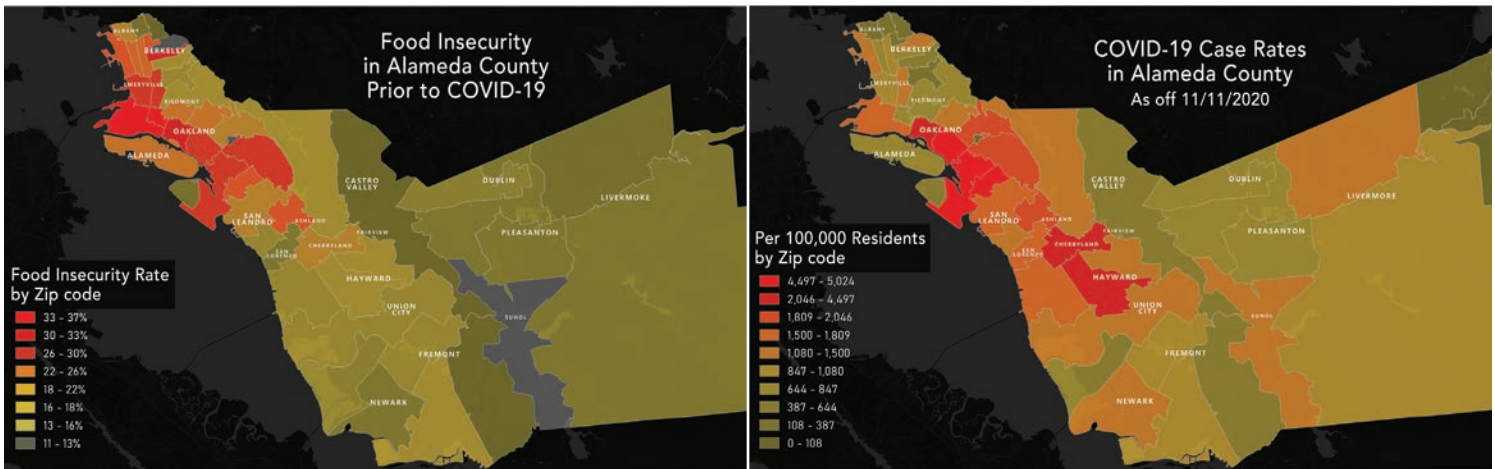 Food Insecurity
in Alameda County
Prior to COVID-19
ALBANY
BERKELEY
EMERYVILLE
PIEDMONT
OAKLAND
ALAMEDA
CASTRO
VALLEY
DUBLIN
LIVERMORE
SAN
LEANDRO
ASHLAND
PLEASANTON
FAIRVIEW
CHERRYLAND
SAN
LORENZO
HAYWARD
UNION
CITY
SUNOL
FREMONT
NEWARK
Food Insecurity Rate
by Zip code
33 - 37%
30 - 33%
26 - 30%
22 - 26%
18 - 22%
16 - 18%
13 - 16%
11 - 13%
COVID-19 Case Rates
in Alameda County
As off 11/11/2020
ALBANY
BERKELEY
EMERYVILLE
PIEDMONT
OAKLAND
ALAMEDA
CASTRO
VALLEY
DUBLIN
LIVERMORE
SAN
LEANDRO
ASHLAND
PLEASANTON
FAIRVIEW
CHERRYLAND
SAN
LORENZO
HAYWARD
UNION
CITY
SUNOL
FREMONT
NEWARK
Per 100,000 Residents
by Zip code
4,497 - 5,024
2,046 - 4,497
1,809 - 2,046
1,500 - 1,809
1,080 - 1,500
847 - 1,080
644 - 847
387 - 644
108 - 387
0 - 108